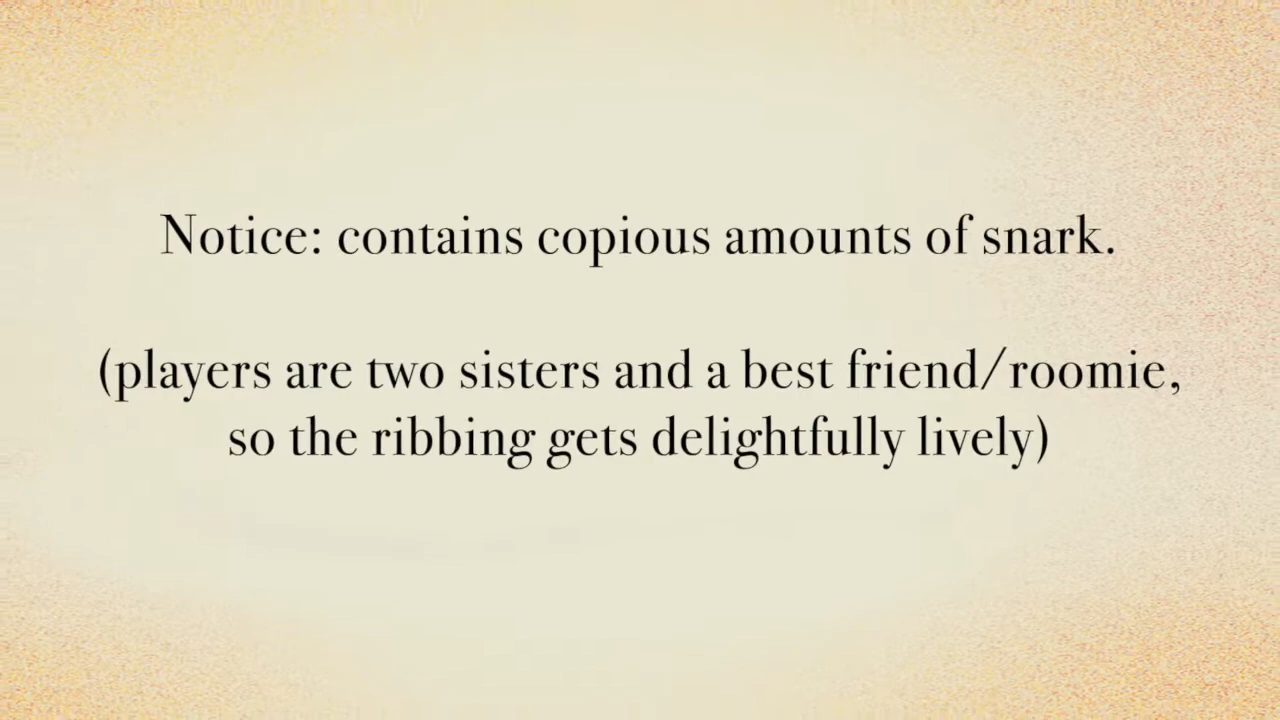 Notice: contains copious amounts of snark.
(players are two sisters and a best friend/roomie,
so the ribbing gets delightfully lively)